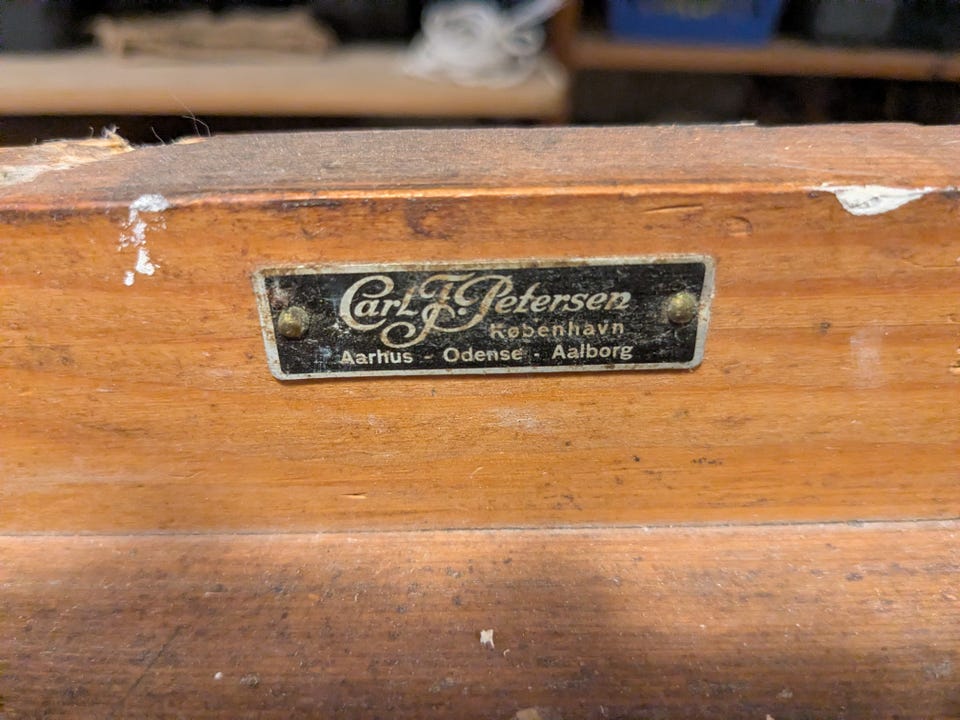 Carl F. Petersen
København
Aarhus - Odense - Aalborg